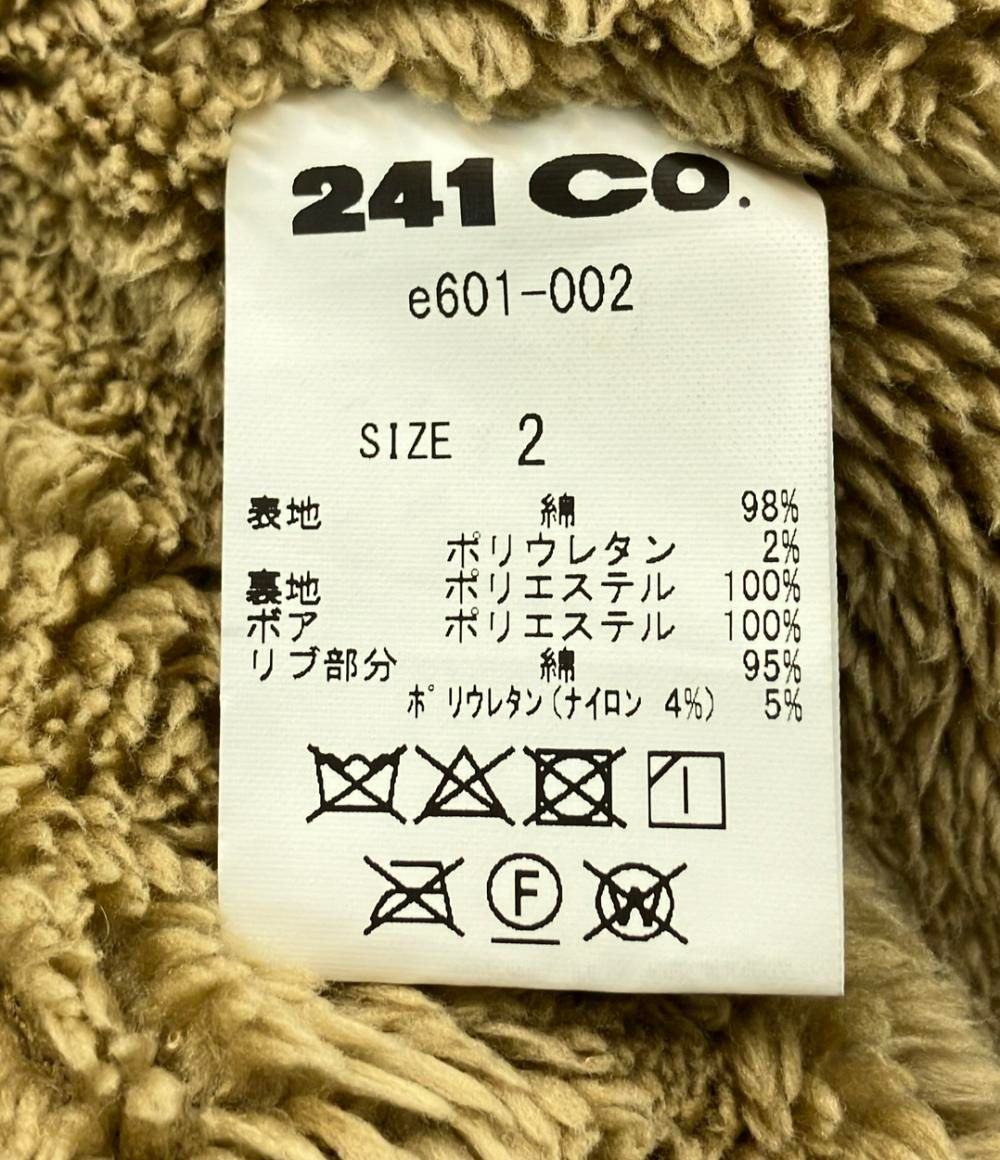 241 CO.
e601-002
SIZE 2
表地 綿 98%
ポリウレタン 2%
裏地 ポリエステル 100%
ボア ポリエステル 100%
リブ部分 綿 95%
ポリウレタン(ナイロン 4%) 5%
F W